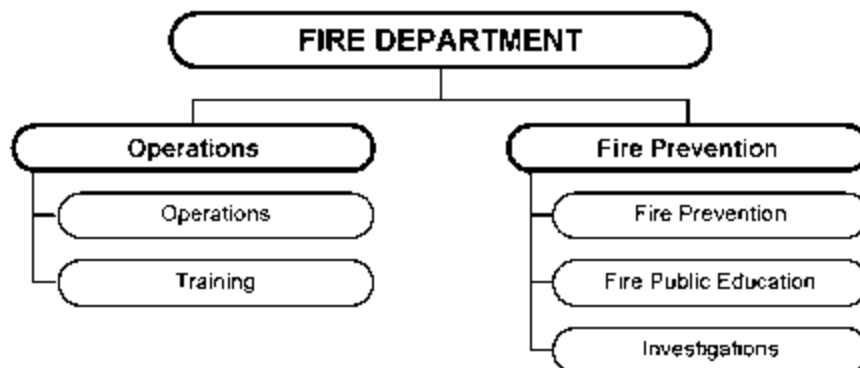 FIRE DEPARTMENT
Operations
Fire Prevention
Operations
Fire Prevention
Training
Fire Public Education
Investigations